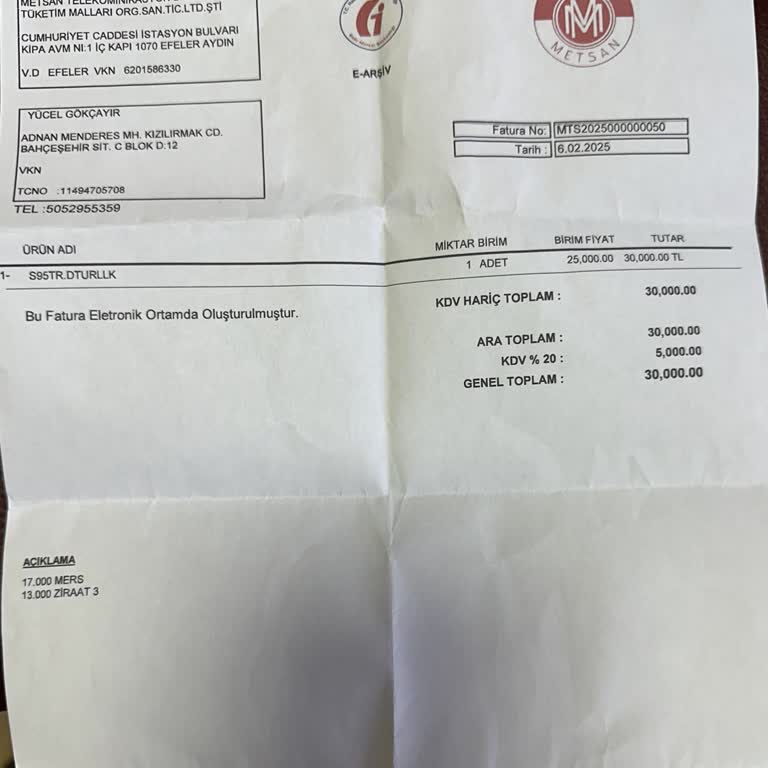 METSAN TELEKOMİNİKASYON
TÜKETİM MALLARI ORG.SAN.TİC.LTD.ŞTİ
CUMHURİYET CADDESİ İSTASYON BULVARI
KİPA AVM NI:1 İÇ KAPI 1070 EFELER AYDIN
V.D EFELER VKN 6201586330
E-ARŞİV
METSAN
YÜCEL GÖKÇAYIR
ADNAN MENDERES MH. KIZILIRMAK CD.
BAHÇEŞEHİR SİT. C BLOK D:12
VKN
TCNO :11494705708
TEL :5052955359
Fatura No: MTS2025000000050
Tarih : 6.02.2025
ÜRÜN ADI MİKTAR BİRİM BİRİM FİYAT TUTAR
1- S95TR.DTURLLK 1 ADET 25,000.00 30,000.00 TL
Bu Fatura Eletronik Ortamda Oluşturulmuştur.
KDV HARİÇ TOPLAM : 30,000.00
ARA TOPLAM : 30,000.00
KDV % 20 : 5,000.00
GENEL TOPLAM : 30,000.00
AÇIKLAMA
17.000 MERS
13.000 ZİRAAT 3